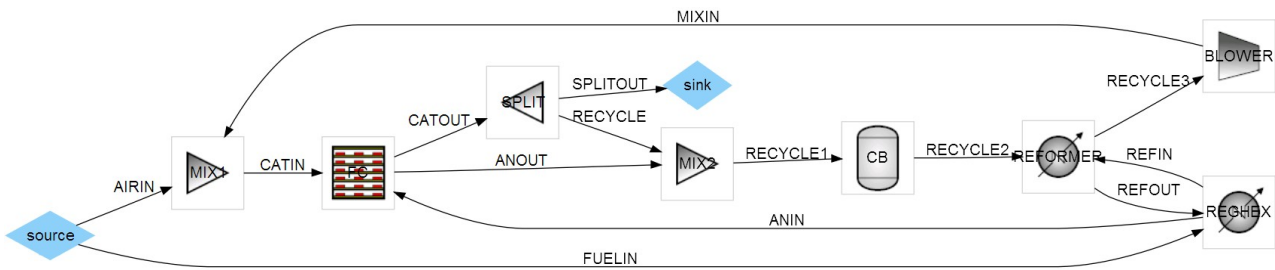 MIXIN
BLOWER
RECYCLE3
SPLITOUT
sink
SPLIT
RECYCLE
CATOUT
ANOUT
MIX1
CATIN
FC
MIX2
RECYCLE1
CB
RECYCLE2
REFORMER
REFIN
REFOUT
AIRIN
REGHEX
ANIN
source
FUELIN